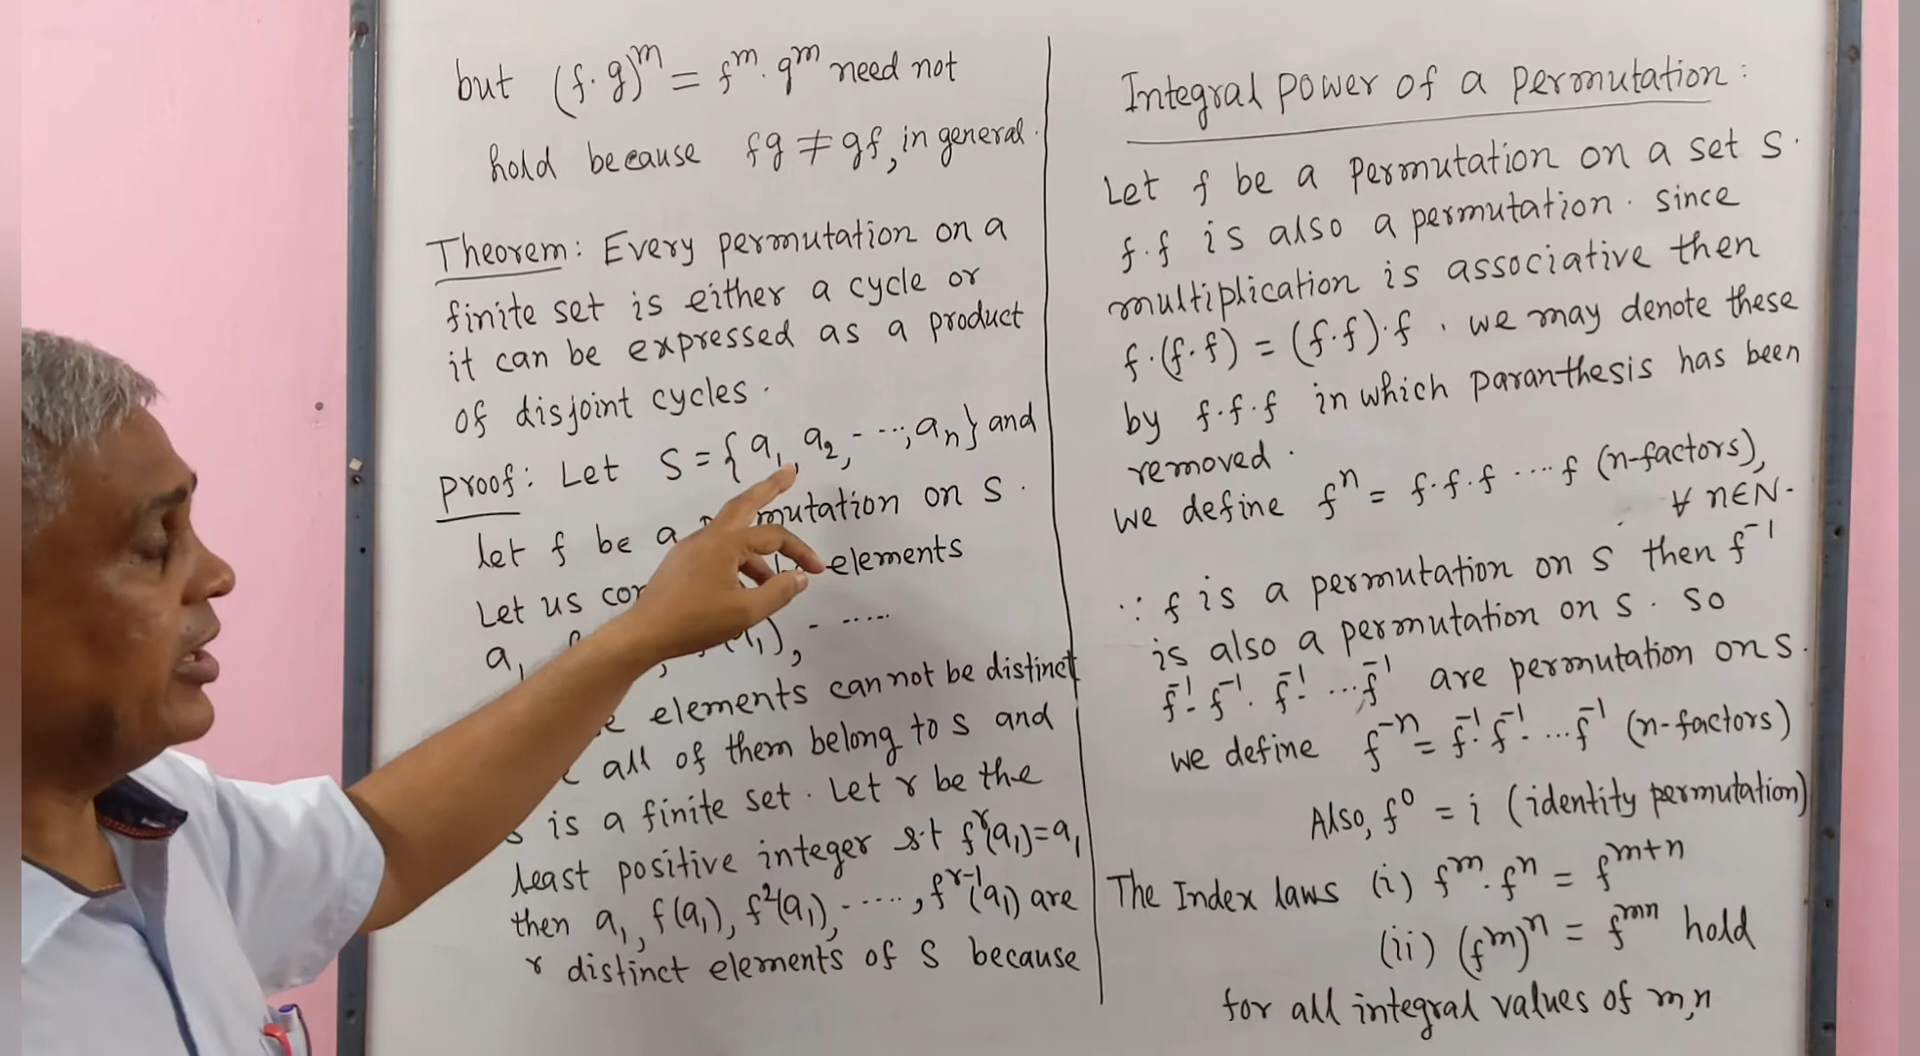 but (f·g)^m = f^m · g^m need not
hold because fg ≠ gf, in general.
Theorem: Every permutation on a
finite set is either a cycle or
it can be expressed as a product
of disjoint cycles.
Proof: Let S = {a₁, a₂, - ---, aₙ} and
let f be a mutation on S.
Let us elements
a₁ (a₁), - .....
elements cannot be distinct
all of them belong to S and
S is a finite set. Let r be the
least positive integer s.t f^r(a₁)=a₁
then a₁, f(a₁), f²(a₁), - ----, f^(r-1)(a₁) are
r distinct elements of S because
Integral power of a permutation:
Let f be a permutation on a set S.
f·f is also a permutation. since
multiplication is associative then
f·(f·f) = (f·f)·f. we may denote these
by f·f·f in which paranthesis has been
removed.
we define f^n = f·f·f ····f (n-factors),
∀ n∈N.
∵ f is a permutation on S then f⁻¹
is also a permutation on S. So
f⁻¹·f⁻¹·f⁻¹····f⁻¹ are permutation on S.
we define f^-n = f⁻¹·f⁻¹····f⁻¹ (n-factors)
Also, f⁰ = i (identity permutation)
The Index laws (i) f^m · f^n = f^(m+n)
(ii) (f^m)^n = f^mn hold
for all integral values of m,n